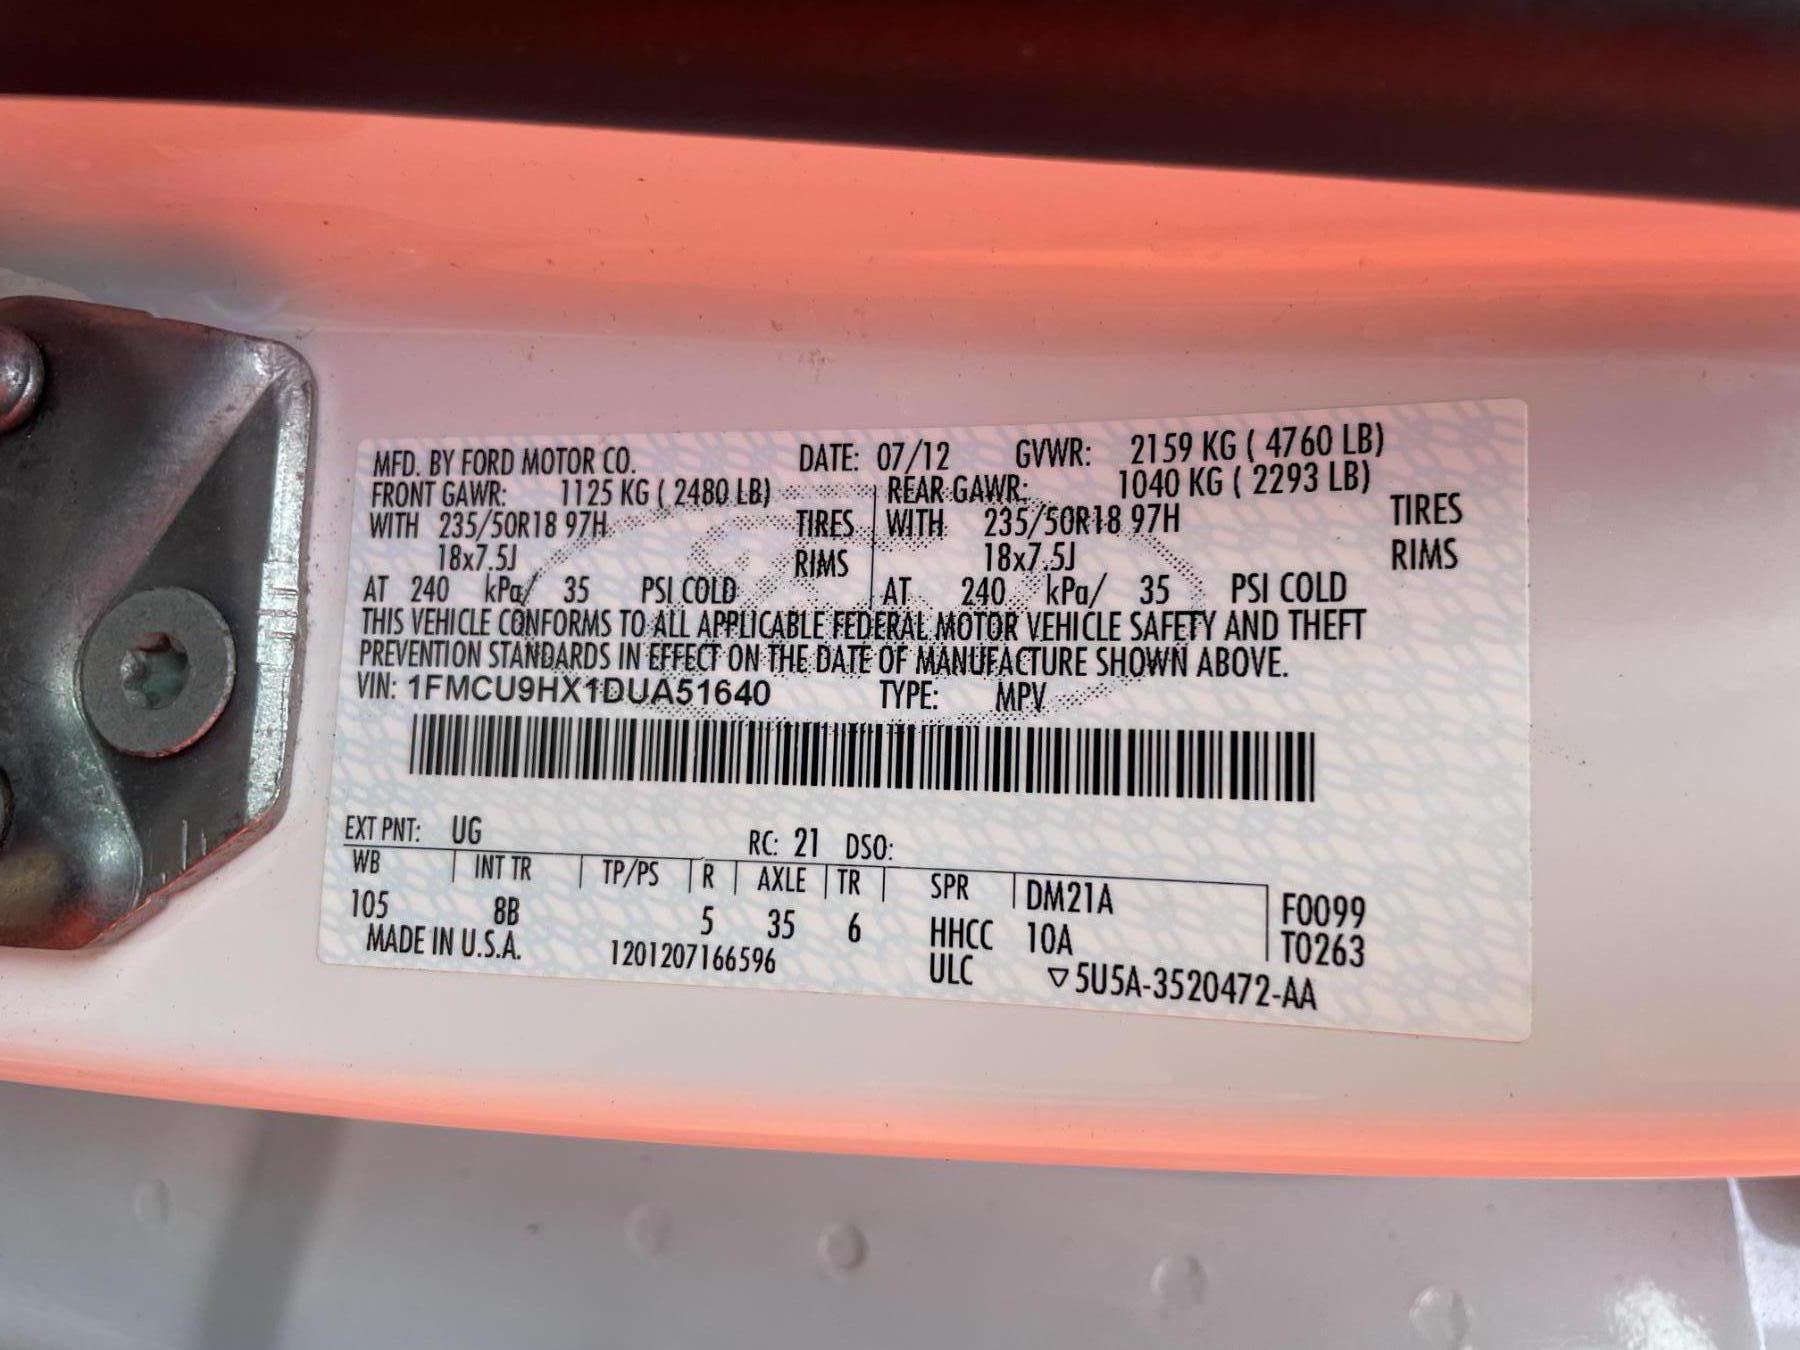 MFD. BY FORD MOTOR CO. DATE: 07/12 GVWR: 2159 KG ( 4760 LB)
FRONT GAWR: 1125 KG ( 2480 LB) REAR GAWR: 1040 KG ( 2293 LB)
WITH 235/50R18 97H TIRES WITH 235/50R18 97H TIRES
18x7.5J RIMS 18x7.5J RIMS
AT 240 kPa/ 35 PSI COLD AT 240 kPa/ 35 PSI COLD
THIS VEHICLE CONFORMS TO ALL APPLICABLE FEDERAL MOTOR VEHICLE SAFETY AND THEFT
PREVENTION STANDARDS IN EFFECT ON THE DATE OF MANUFACTURE SHOWN ABOVE.
VIN: 1FMCU9HX1DUA51640 TYPE: MPV
EXT PNT: UG RC: 21 DSO:
WB INT TR TP/PS R AXLE TR SPR DM21A F0099
105 8B 5 35 6 HHCC 10A T0263
MADE IN U.S.A. 1201207166596 ULC ▽5U5A-3520472-AA